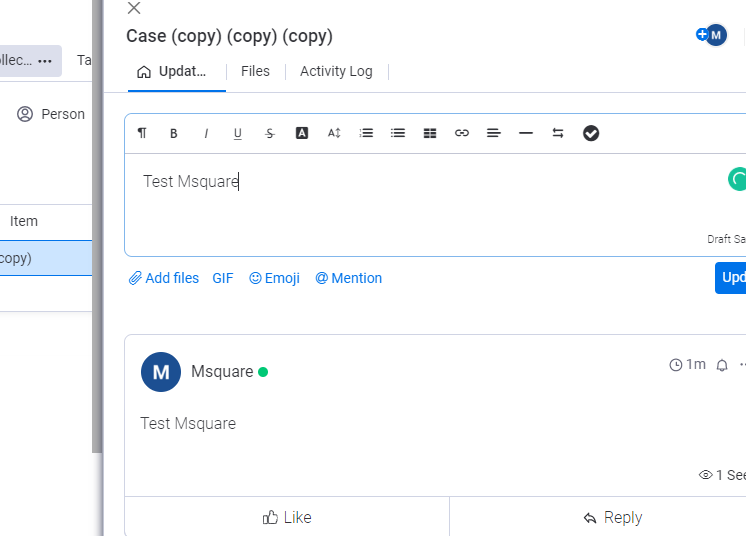 Case (copy) (copy) (copy)
M
ollec... •••
Ta
Updat...
Files
Activity Log
Person
B I U S A A
Test Msquare
Item
Draft Sa
copy)
Add files
GIF
Emoji
@ Mention
Upd
M
Msquare
1m
Test Msquare
1 See
Like
Reply